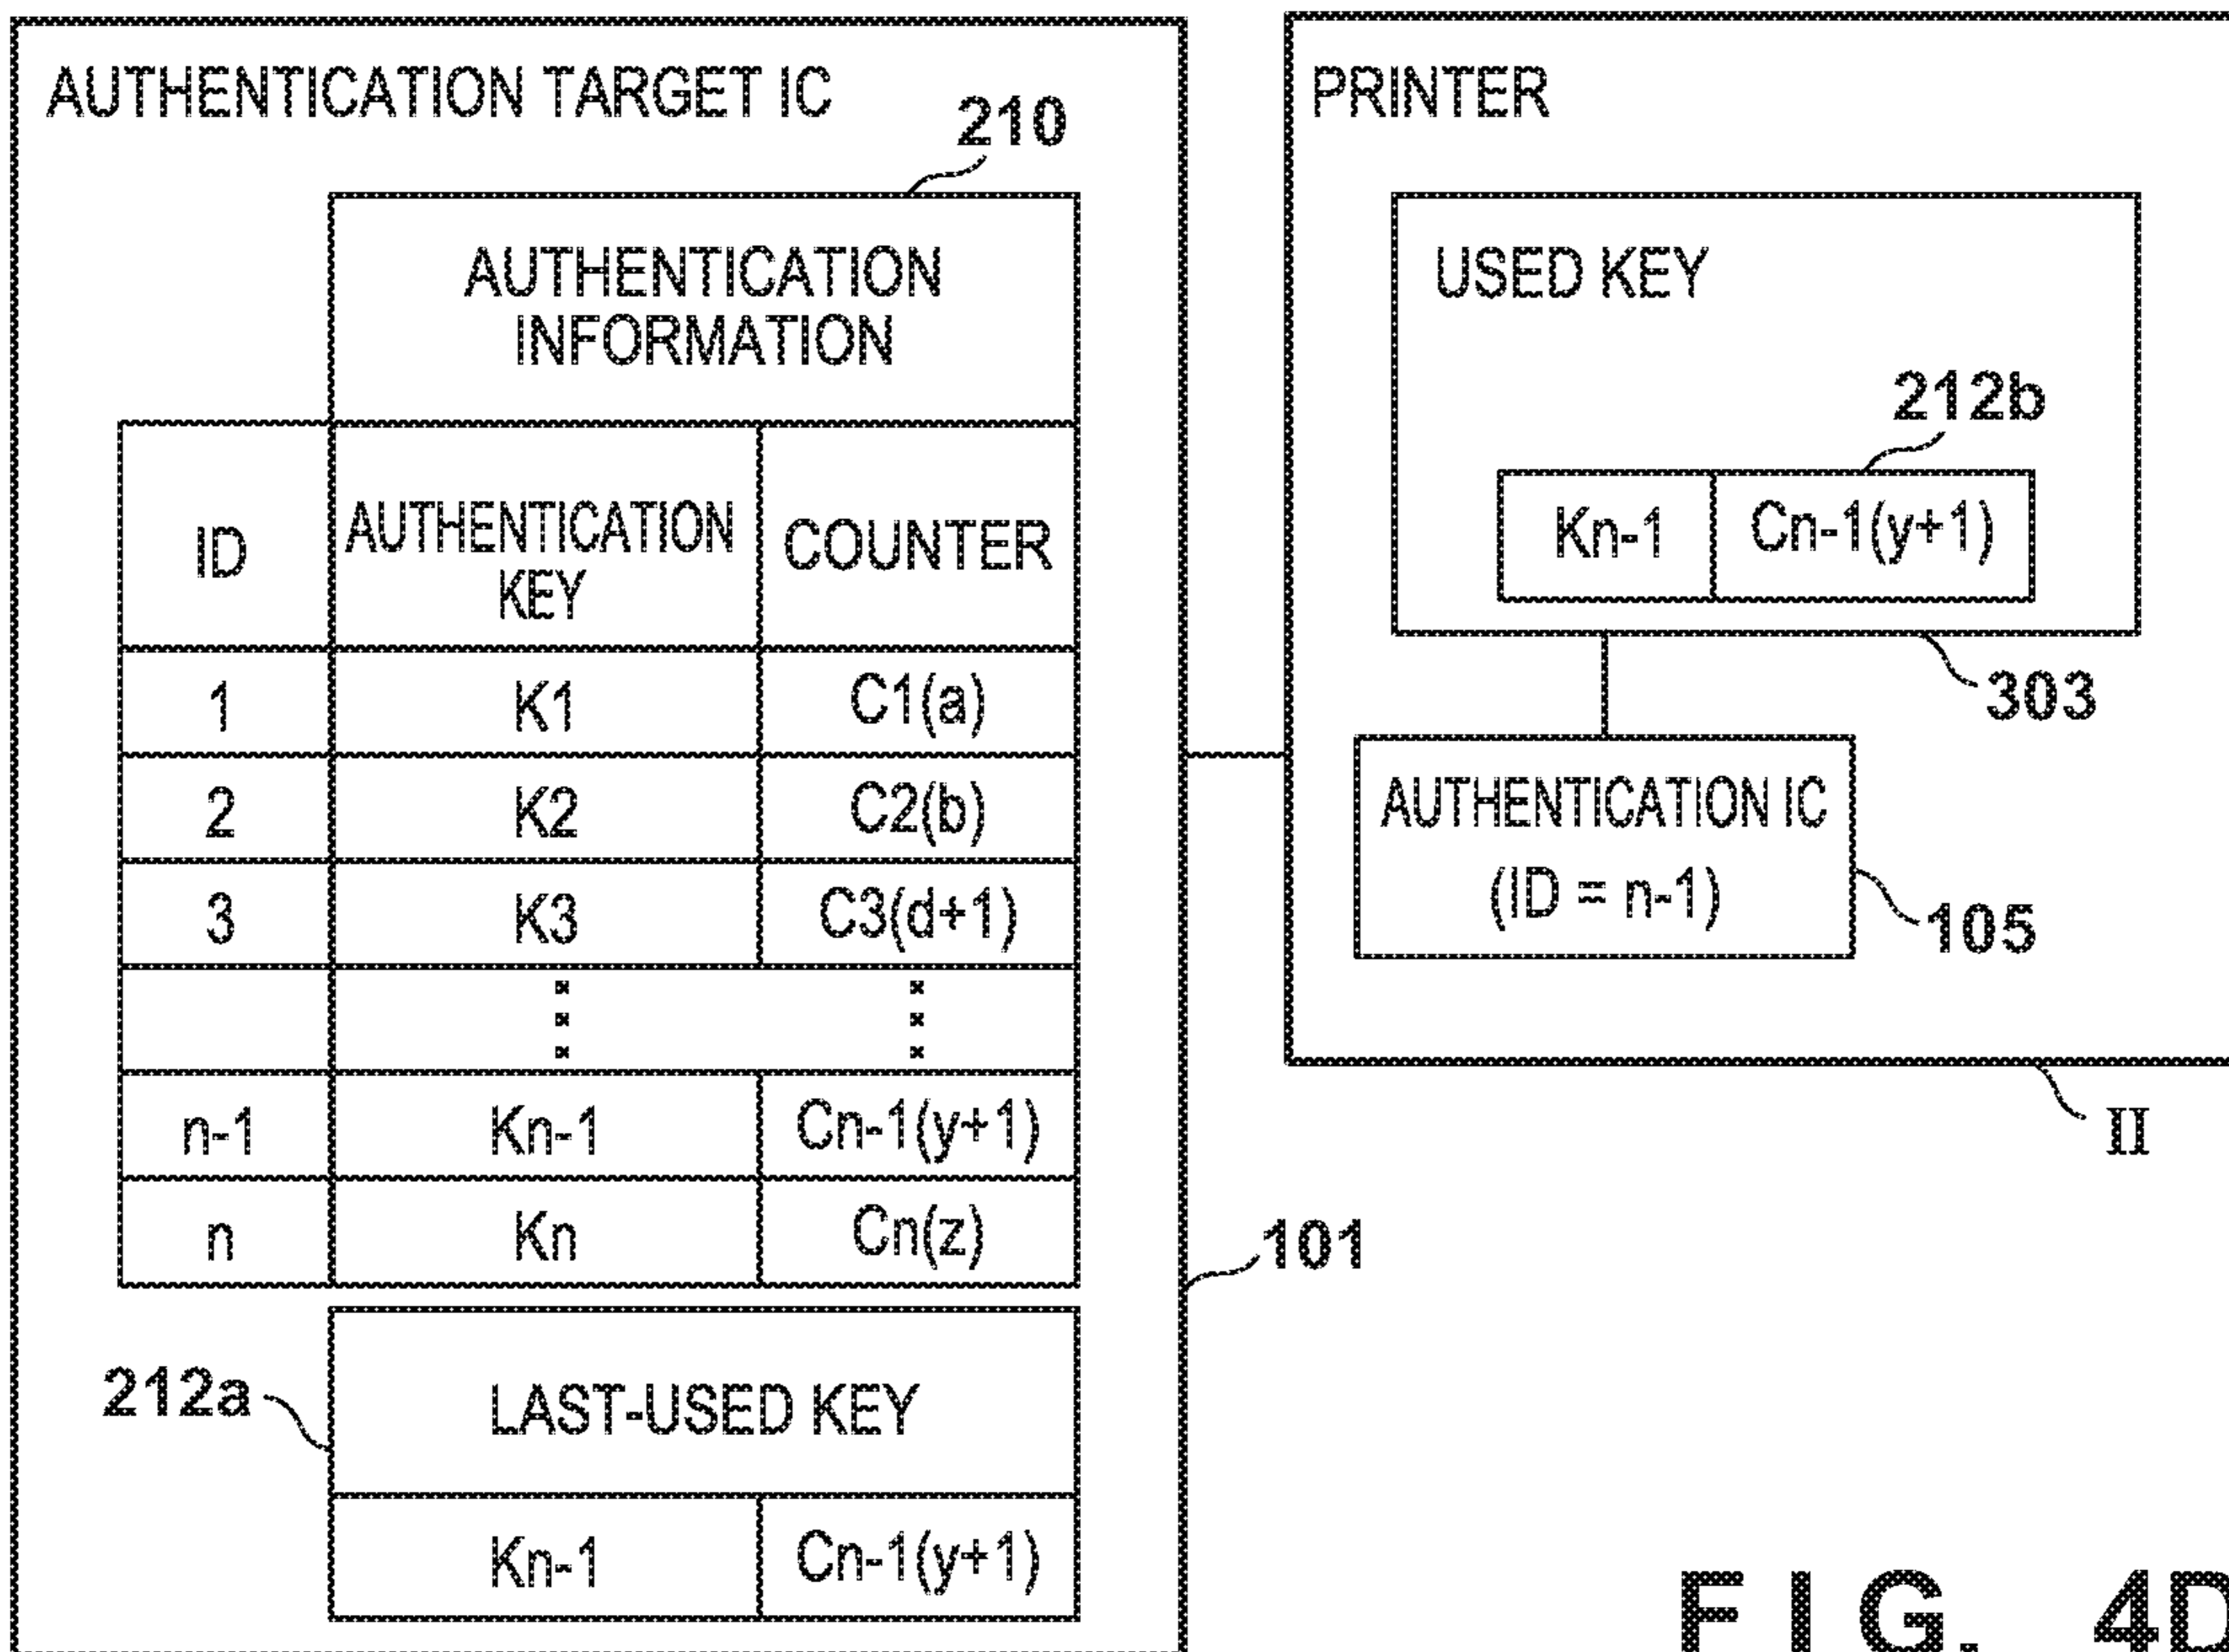 AUTHENTICATION TARGET IC
210
AUTHENTICATION
INFORMATION
ID
AUTHENTICATION
KEY
COUNTER
1 K1 C1(a)
2 K2 C2(b)
3 K3 C3(d+1)
n-1 Kn-1 Cn-1(y+1)
n Kn Cn(z)
212a
LAST-USED KEY
Kn-1 Cn-1(y+1)
101
PRINTER
USED KEY
212b
Kn-1 Cn-1(y+1)
303
AUTHENTICATION IC
(ID = n-1)
105
II
FIG. 4D